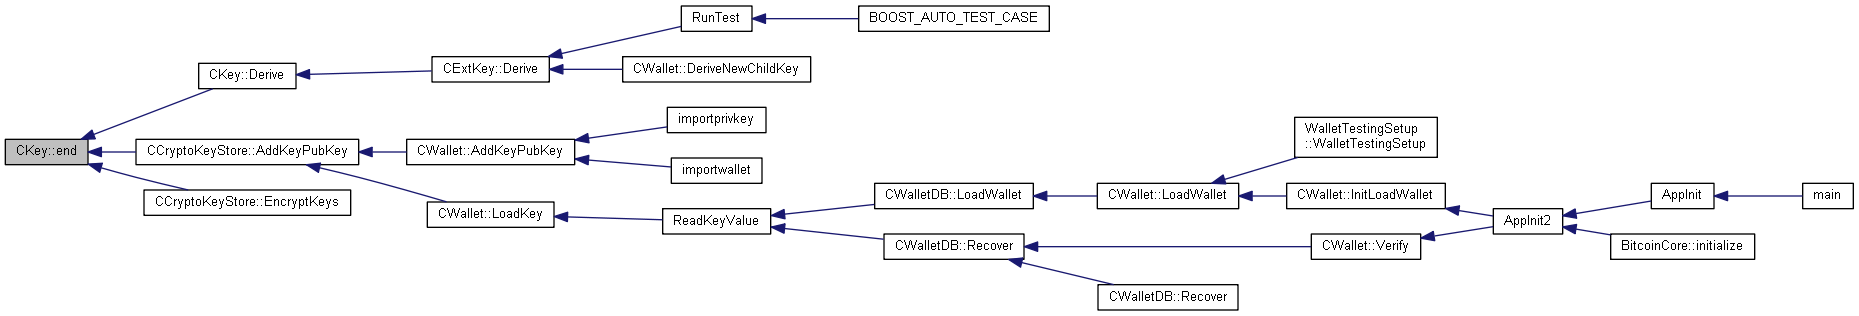 RunTest
BOOST_AUTO_TEST_CASE
CKey::Derive
CExtKey::Derive
CWallet::DeriveNewChildKey
importprivkey
CKey::end
CCryptoKeyStore::AddKeyPubKey
CWallet::AddKeyPubKey
importwallet
WalletTestingSetup
::WalletTestingSetup
CCryptoKeyStore::EncryptKeys
CWallet::LoadKey
ReadKeyValue
CWalletDB::LoadWallet
CWallet::LoadWallet
CWallet::InitLoadWallet
AppInit
main
AppInit2
CWalletDB::Recover
CWallet::Verify
BitcoinCore::initialize
CWalletDB::Recover